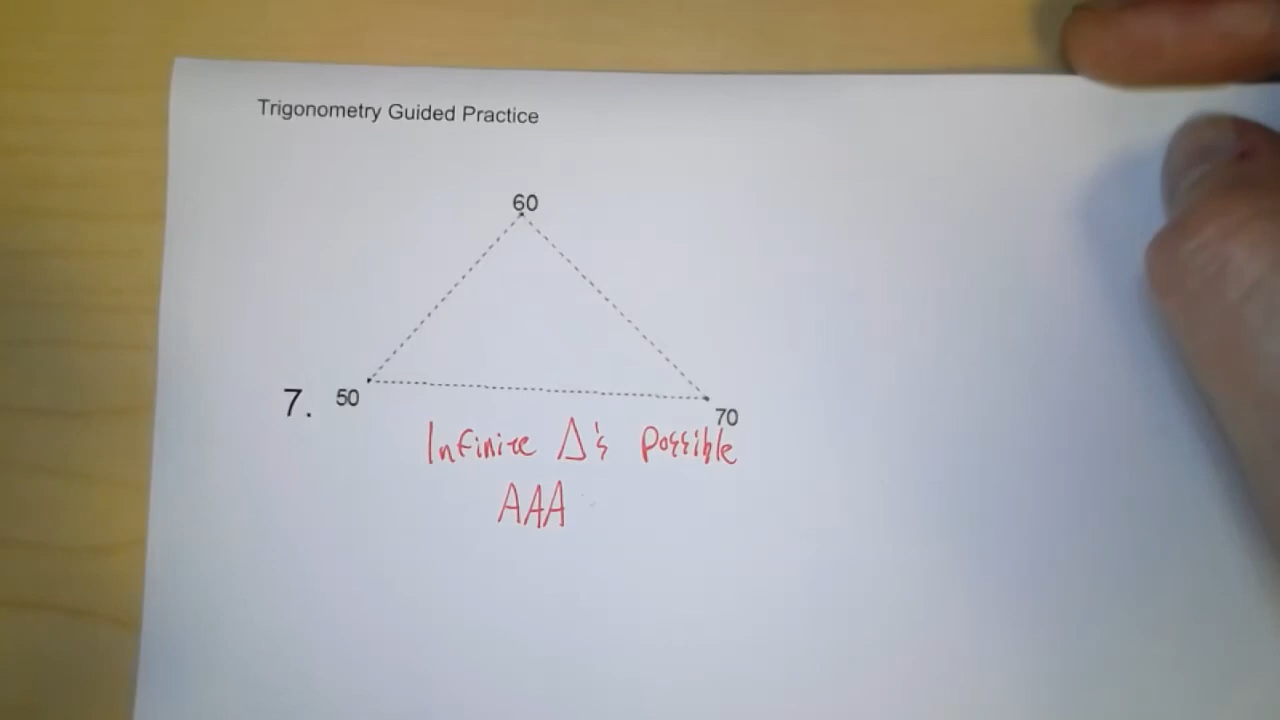 Trigonometry Guided Practice
60
7. 50
70
Infinite Δ's Possible
AAA